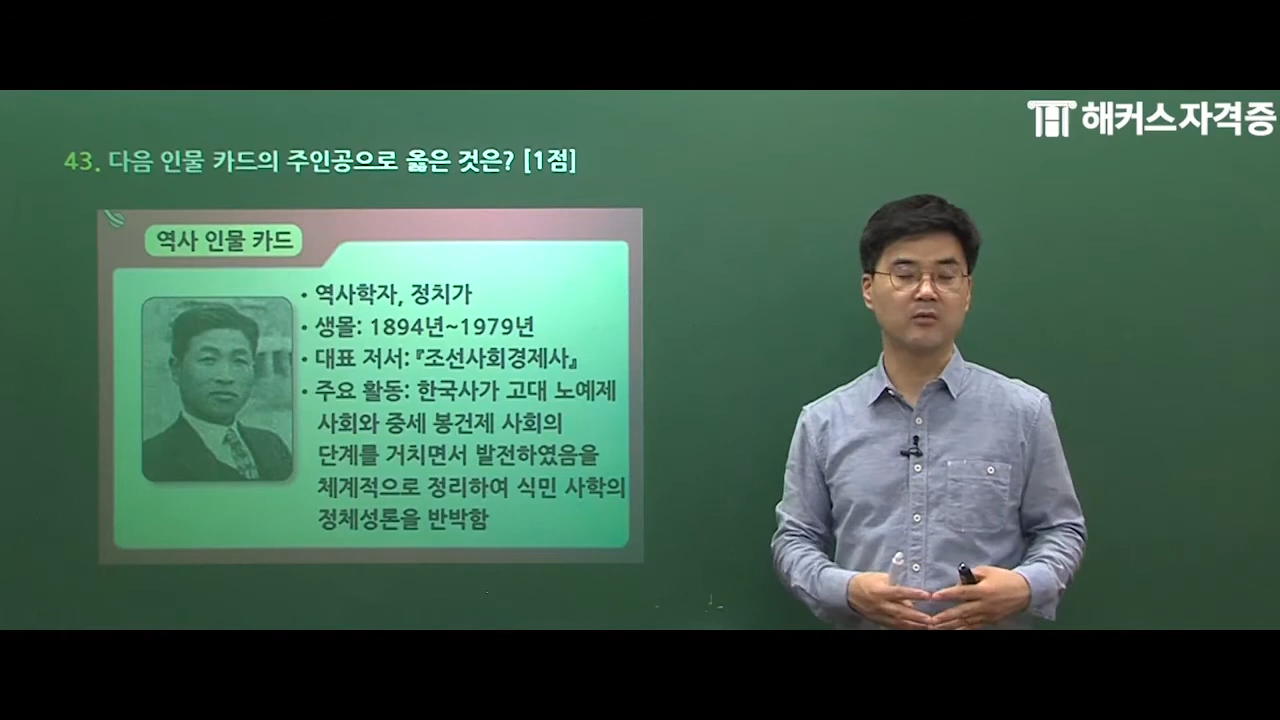 해커스자격증
43. 다음 인물 카드의 주인공으로 옳은 것은? [1점]
역사 인물 카드
• 역사학자, 정치가
• 생몰: 1894년~1979년
• 대표 저서: 『조선사회경제사』
• 주요 활동: 한국사가 고대 노예제
사회와 중세 봉건제 사회의
단계를 거치면서 발전하였음을
체계적으로 정리하여 식민 사학의
정체성론을 반박함